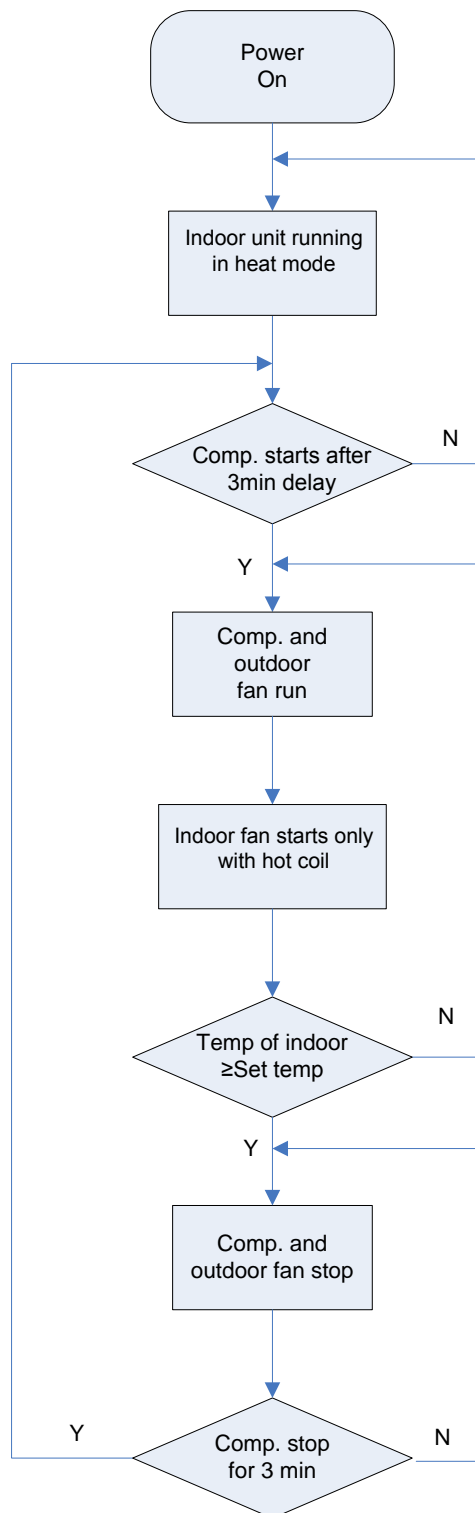 Power
On
Indoor unit running
in heat mode
Comp. starts after
3min delay
N
Y
Comp. and
outdoor
fan run
Indoor fan starts only
with hot coil
Temp of indoor
≥Set temp
N
Y
Comp. and
outdoor fan stop
Y
Comp. stop
for 3 min
N